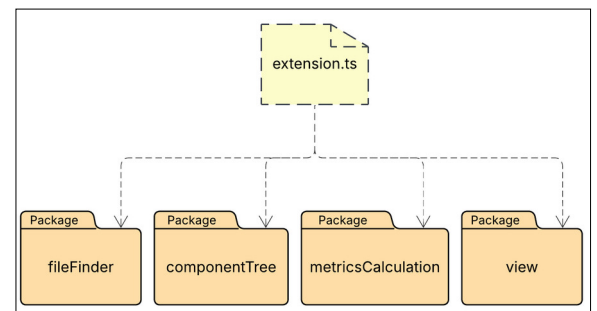 extension.ts
Package
Package
Package
Package
fileFinder
componentTree
metricsCalculation
view